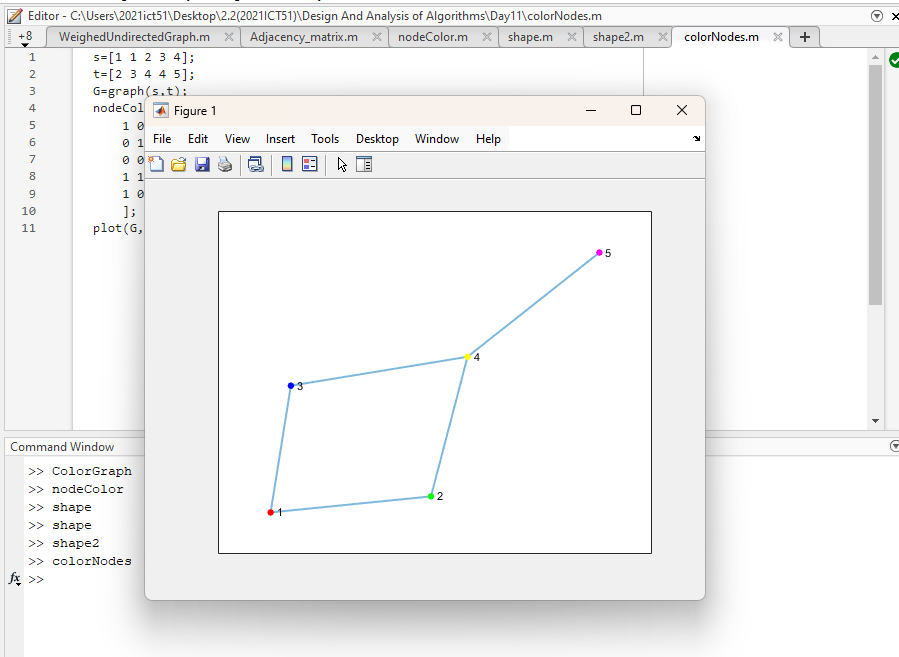 Editor - C:\Users\2021ict51\Desktop\2.2(2021ICT51)\Design And Analysis of Algorithms\Day11\colorNodes.m
+8 WeighedUndirectedGraph.m Adjacency_matrix.m nodeColor.m shape.m shape2.m colorNodes.m
1 s=[1 1 2 3 4];
2 t=[2 3 4 4 5];
3 G=graph(s,t);
4 nodeCol
5 1 0
6 0 1
7 0 0
8 1 1
9 1 0
10 ];
11 plot(G,
Figure 1
File Edit View Insert Tools Desktop Window Help
5
4
3
2
1
Command Window
>> ColorGraph
>> nodeColor
>> shape
>> shape
>> shape2
>> colorNodes
fx >>